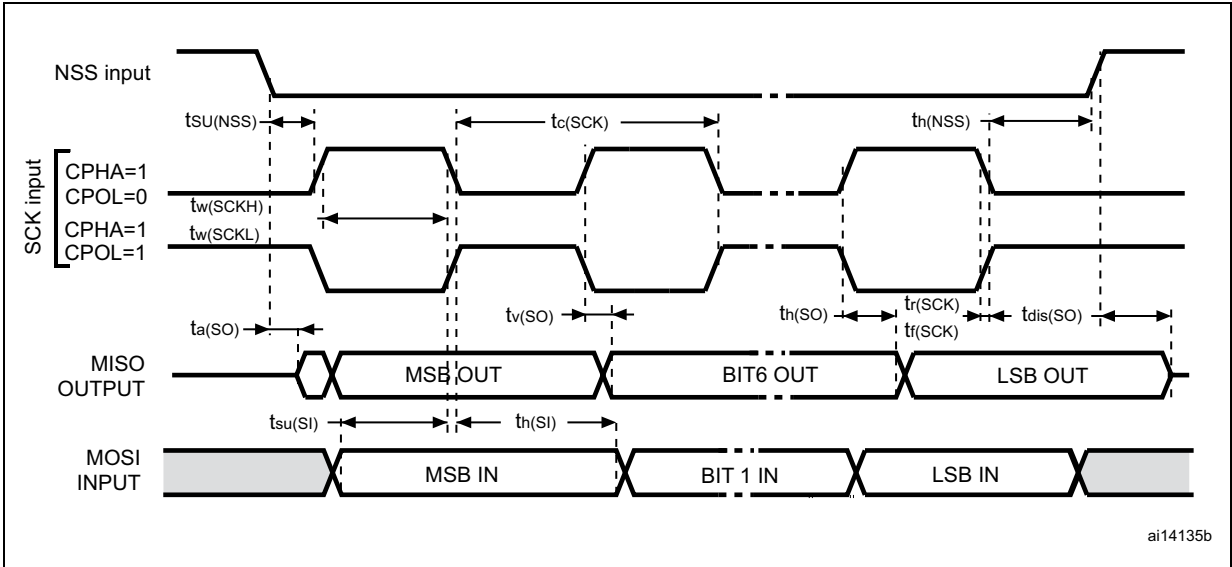 NSS input
tSU(NSS)
tc(SCK)
th(NSS)
SCK input
CPHA=1
CPOL=0
tw(SCKH)
CPHA=1
tw(SCKL)
CPOL=1
ta(SO)
tv(SO)
th(SO)
tr(SCK)
tf(SCK)
tdis(SO)
MISO
OUTPUT
MSB OUT
BIT6 OUT
LSB OUT
tsu(SI)
th(SI)
MOSI
INPUT
MSB IN
BIT 1 IN
LSB IN
ai14135b